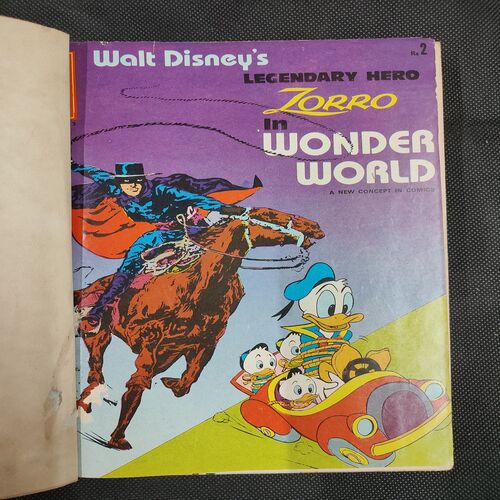 Walt Disney's
Rs 2
LEGENDARY HERO
ZORRO
In
WONDER
WORLD
A NEW CONCEPT IN COMICS